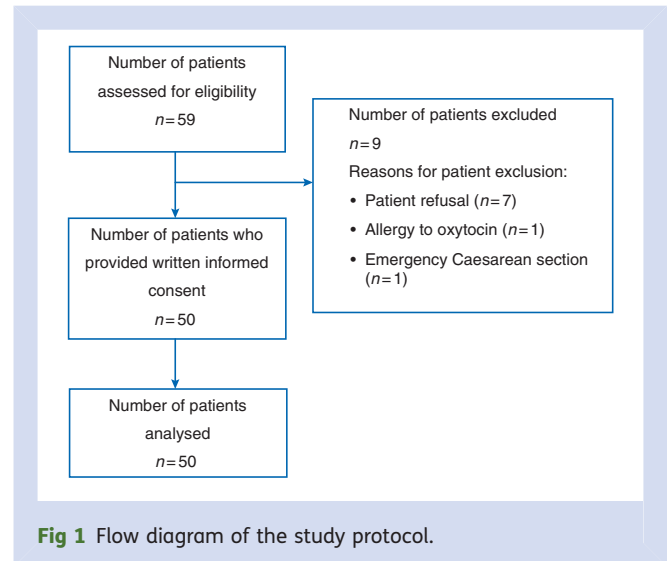 Number of patients
assessed for eligibility
n=59
Number of patients excluded
n=9
Reasons for patient exclusion:
• Patient refusal (n=7)
• Allergy to oxytocin (n=1)
• Emergency Caesarean section
(n=1)
Number of patients who
provided written informed
consent
n=50
Number of patients
analysed
n=50
Fig 1 Flow diagram of the study protocol.